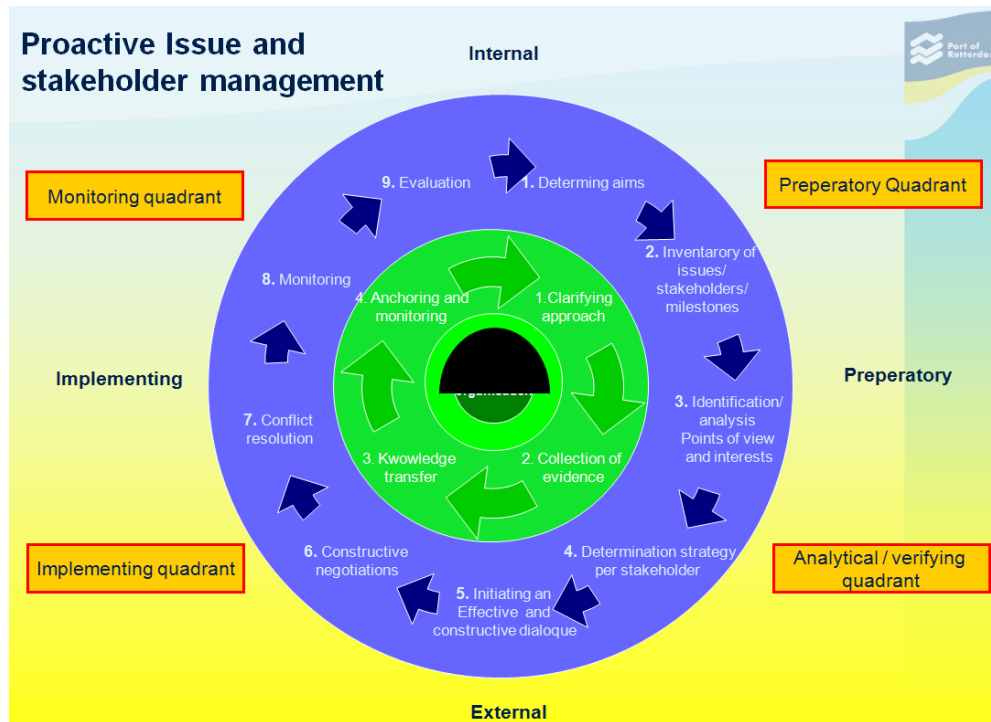 Proactive Issue and
stakeholder management
Internal
Port of
Monitoring quadrant
Preperatory Quadrant
9. Evaluation
1. Determing aims
2. Inventarory of
issues/
stakeholders/
milestones
8. Monitoring
4. Anchoring and
monitoring
1.Clarifying
approach
Implementing
Preperatory
3. Identification/
analysis
Points of view
and interests
7. Conflict
resolution
3. Kwowledge
transfer
2. Collection of
evidence
6. Constructive
negotiations
4. Determination strategy
per stakeholder
5. Initiating an
Effective and
constructive dialoque
Implementing quadrant
Analytical / verifying
quadrant
External